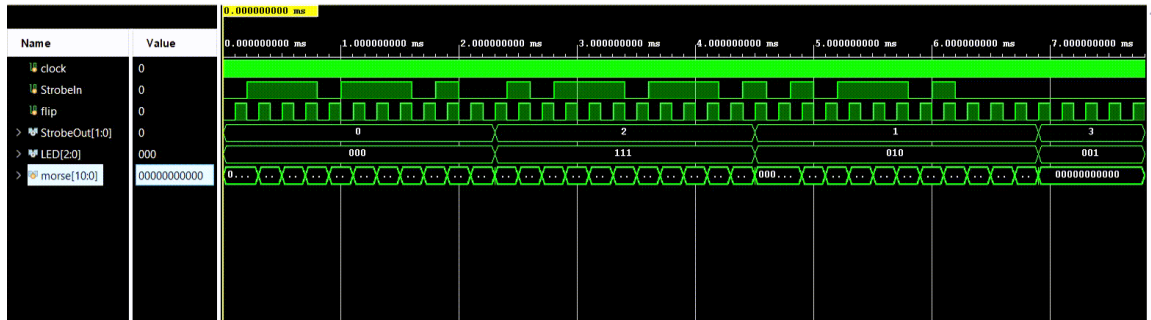 0.000000000 ms
Name Value 0.000000000 ms 1.000000000 ms 2.000000000 ms 3.000000000 ms 4.000000000 ms 5.000000000 ms 6.000000000 ms 7.000000000 ms
clock 0
StrobeIn 0
flip 0
> StrobeOut[1:0] 0 0 2 1 3
> LED[2:0] 000 000 111 010 001
> morse[10:0] 00000000000 0... .. .. .. .. .. .. .. .. .. .. .. .. .. .. .. .. .. .. .. .. 000... .. .. .. .. .. .. .. .. .. .. 00000000000